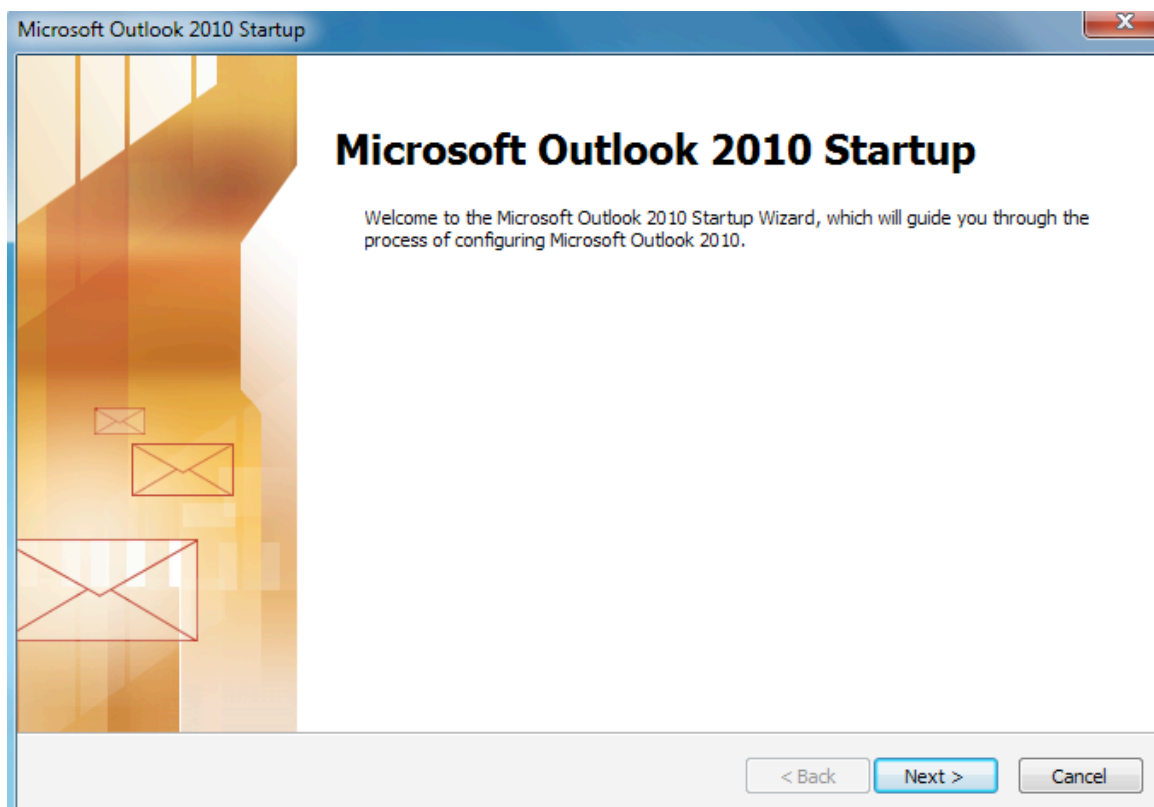 Microsoft Outlook 2010 Startup
X
Microsoft Outlook 2010 Startup
Welcome to the Microsoft Outlook 2010 Startup Wizard, which will guide you through the
process of configuring Microsoft Outlook 2010.
< Back Next > Cancel